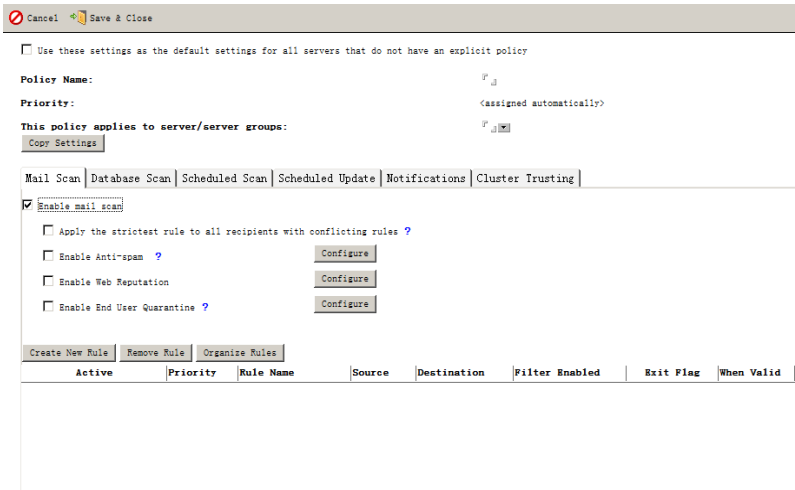 Cancel Save & Close
Use these settings as the default settings for all servers that do not have an explicit policy
Policy Name:
Priority: <assigned automatically>
This policy applies to server/server groups:
Copy Settings
Mail Scan Database Scan Scheduled Scan Scheduled Update Notifications Cluster Trusting
Enable mail scan
Apply the strictest rule to all recipients with conflicting rules ?
Enable Anti-spam ? Configure
Enable Web Reputation Configure
Enable End User Quarantine ? Configure
Create New Rule Remove Rule Organize Rules
Active Priority Rule Name Source Destination Filter Enabled Exit Flag When Valid